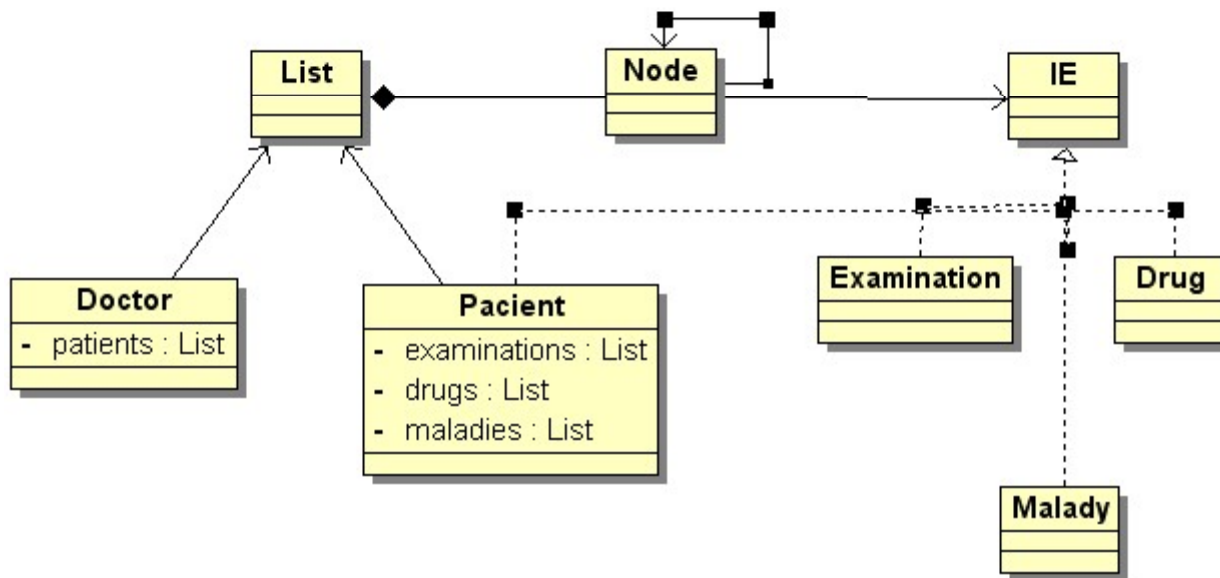 List
Node
IE
Doctor
- patients : List
Pacient
- examinations : List
- drugs : List
- maladies : List
Examination
Drug
Malady